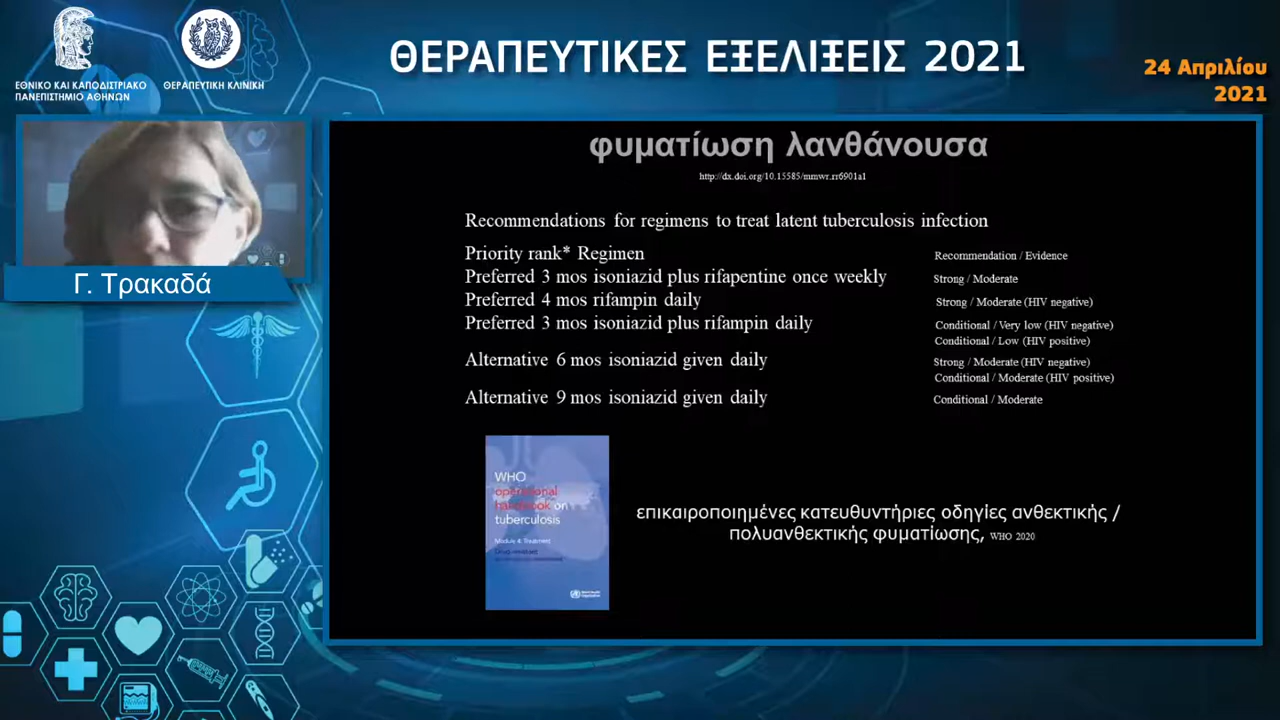 ΕΘΝΙΚΟ ΚΑΙ ΚΑΠΟΔΙΣΤΡΙΑΚΟ
ΠΑΝΕΠΙΣΤΗΜΙΟ ΑΘΗΝΩΝ
ΘΕΡΑΠΕΥΤΙΚΗ ΚΛΙΝΙΚΗ
ΘΕΡΑΠΕΥΤΙΚΕΣ ΕΞΕΛΙΞΕΙΣ 2021
24 Απριλίου
2021
Γ. Τρακαδά
φυματίωση λανθάνουσα
http://dx.doi.org/10.15585/mmwr.rr6901a1
Recommendations for regimens to treat latent tuberculosis infection
Priority rank* Regimen Recommendation / Evidence
Preferred 3 mos isoniazid plus rifapentine once weekly Strong / Moderate
Preferred 4 mos rifampin daily Strong / Moderate (HIV negative)
Preferred 3 mos isoniazid plus rifampin daily Conditional / Very low (HIV negative)
Conditional / Low (HIV positive)
Alternative 6 mos isoniazid given daily Strong / Moderate (HIV negative)
Conditional / Moderate (HIV positive)
Alternative 9 mos isoniazid given daily Conditional / Moderate
WHO
operational
handbook on
tuberculosis
Module 4: Treatment
επικαιροποιημένες κατευθυντήριες οδηγίες ανθεκτικής /
πολυανθεκτικής φυματίωσης, WHO 2020